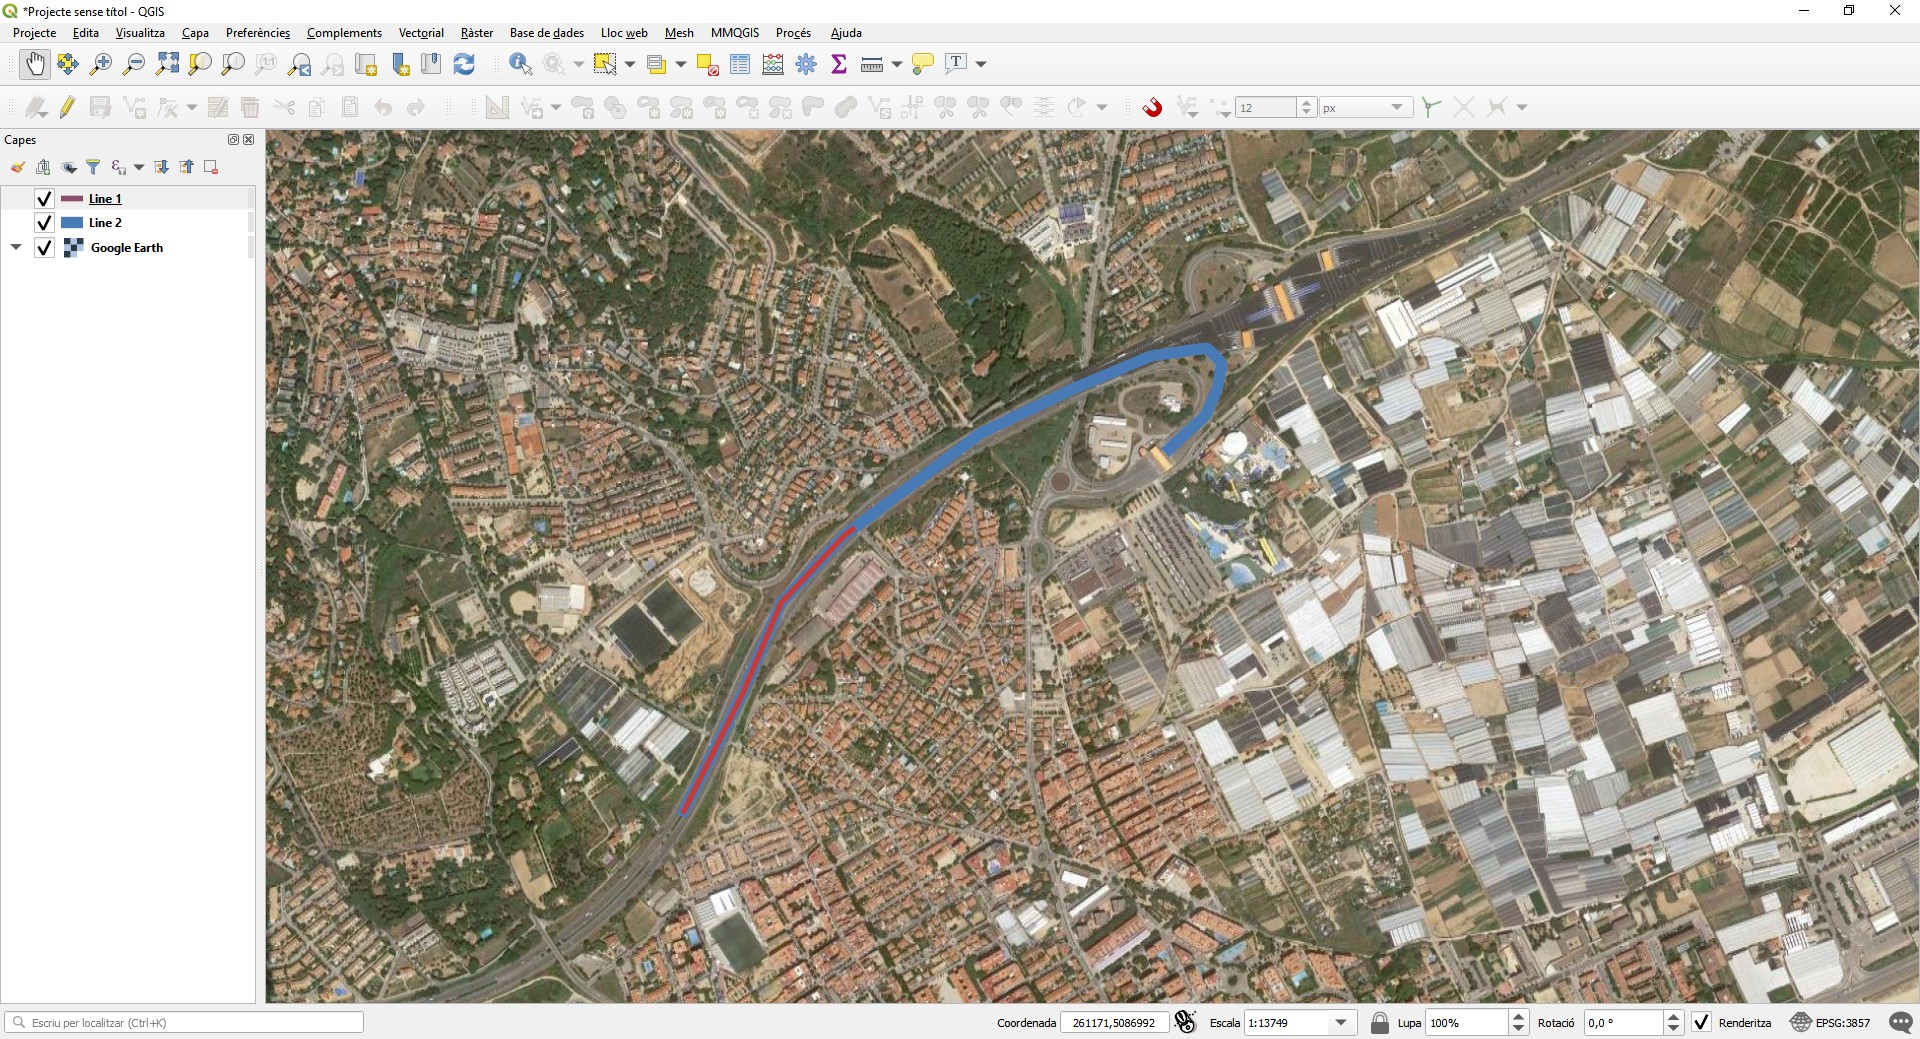 *Projecte sense títol - QGIS
Projecte Edita Visualitza Capa Preferències Complements Vectorial Ràster Base de dades Lloc web Mesh MMQGIS Procés Ajuda
12 px
Capes
Line 1
Line 2
Google Earth
Escriu per localitzar (Ctrl+K)
Coordenada 261171,5086992 Escala 1:13749 Lupa 100% Rotació 0,0 ° Renderitza EPSG:3857